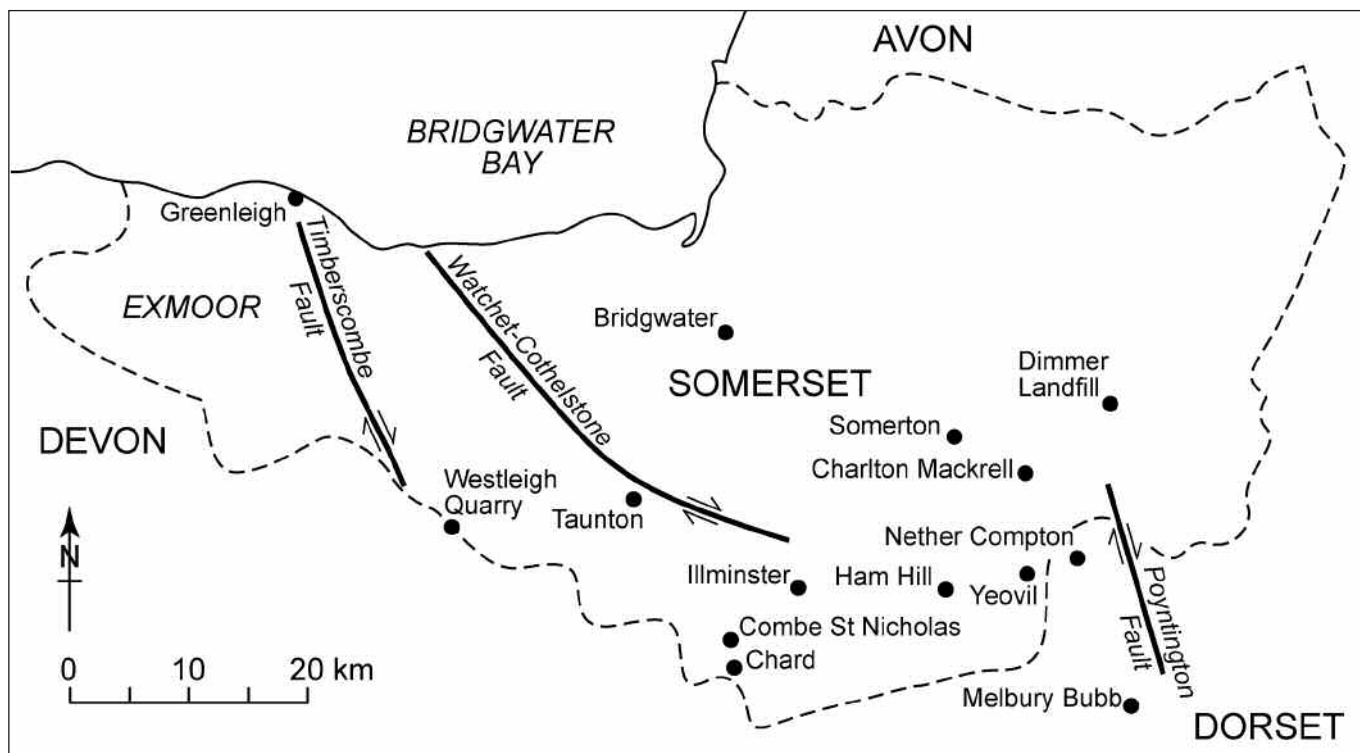 AVON
BRIDGWATER
BAY
Greenleigh
Timberscombe
Fault
EXMOOR
Watchet-Cothelstone
Fault
Bridgwater
SOMERSET
Dimmer
Landfill
DEVON
Somerton
Charlton Mackrell
Westleigh
Quarry
Taunton
Nether Compton
N
Illminster
Ham Hill
Yeovil
Poyntington
Fault
Combe St Nicholas
Chard
0 10 20 km
Melbury Bubb
DORSET